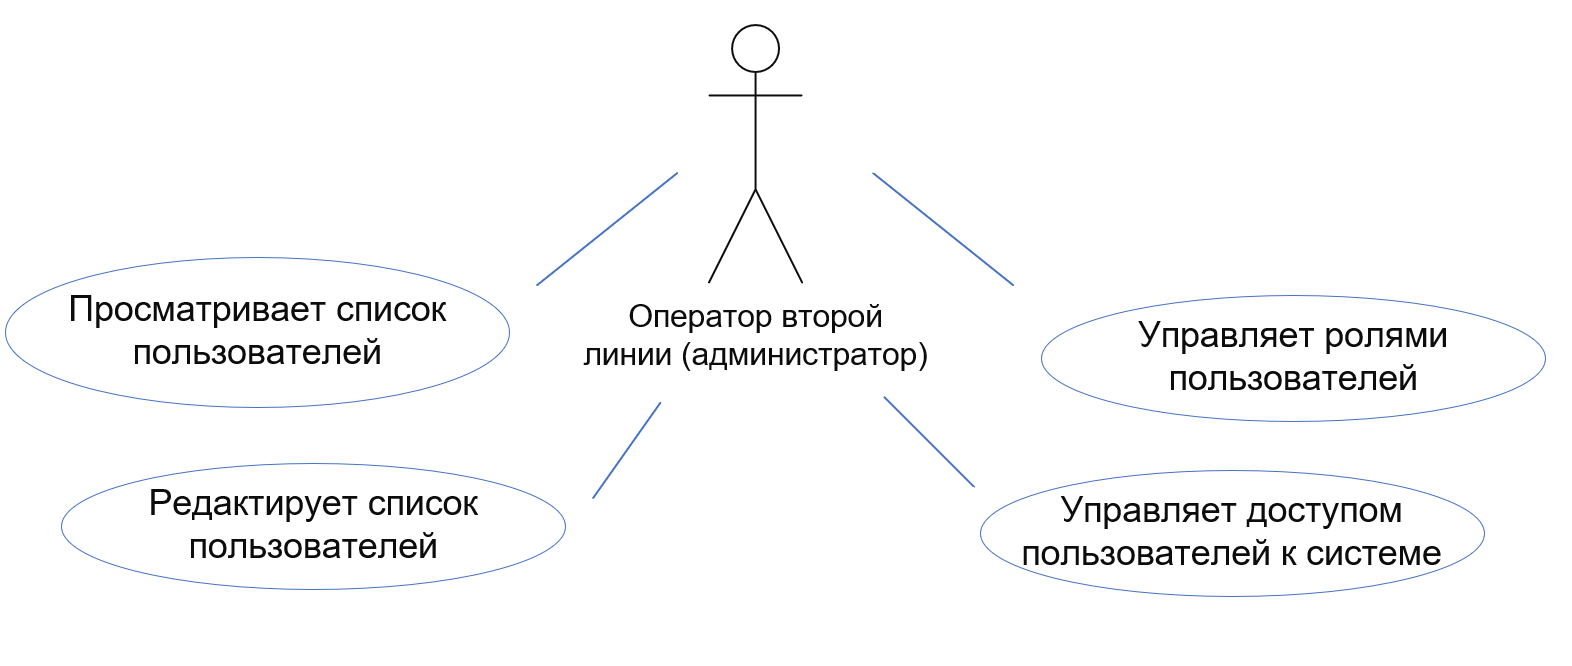 Оператор второй
линии (администратор)
Просматривает список
пользователей
Управляет ролями
пользователей
Редактирует список
пользователей
Управляет доступом
пользователей к системе